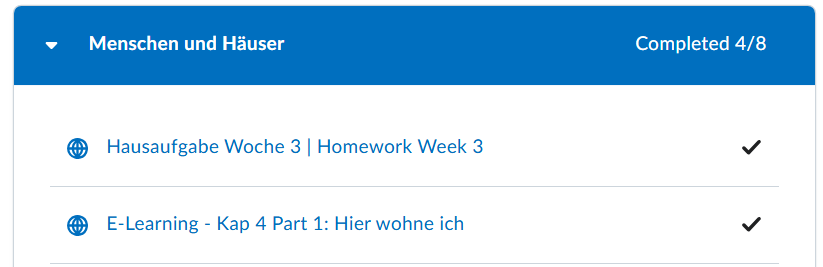 Menschen und Häuser
Completed 4/8
Hausaufgabe Woche 3 | Homework Week 3
E-Learning - Kap 4 Part 1: Hier wohne ich